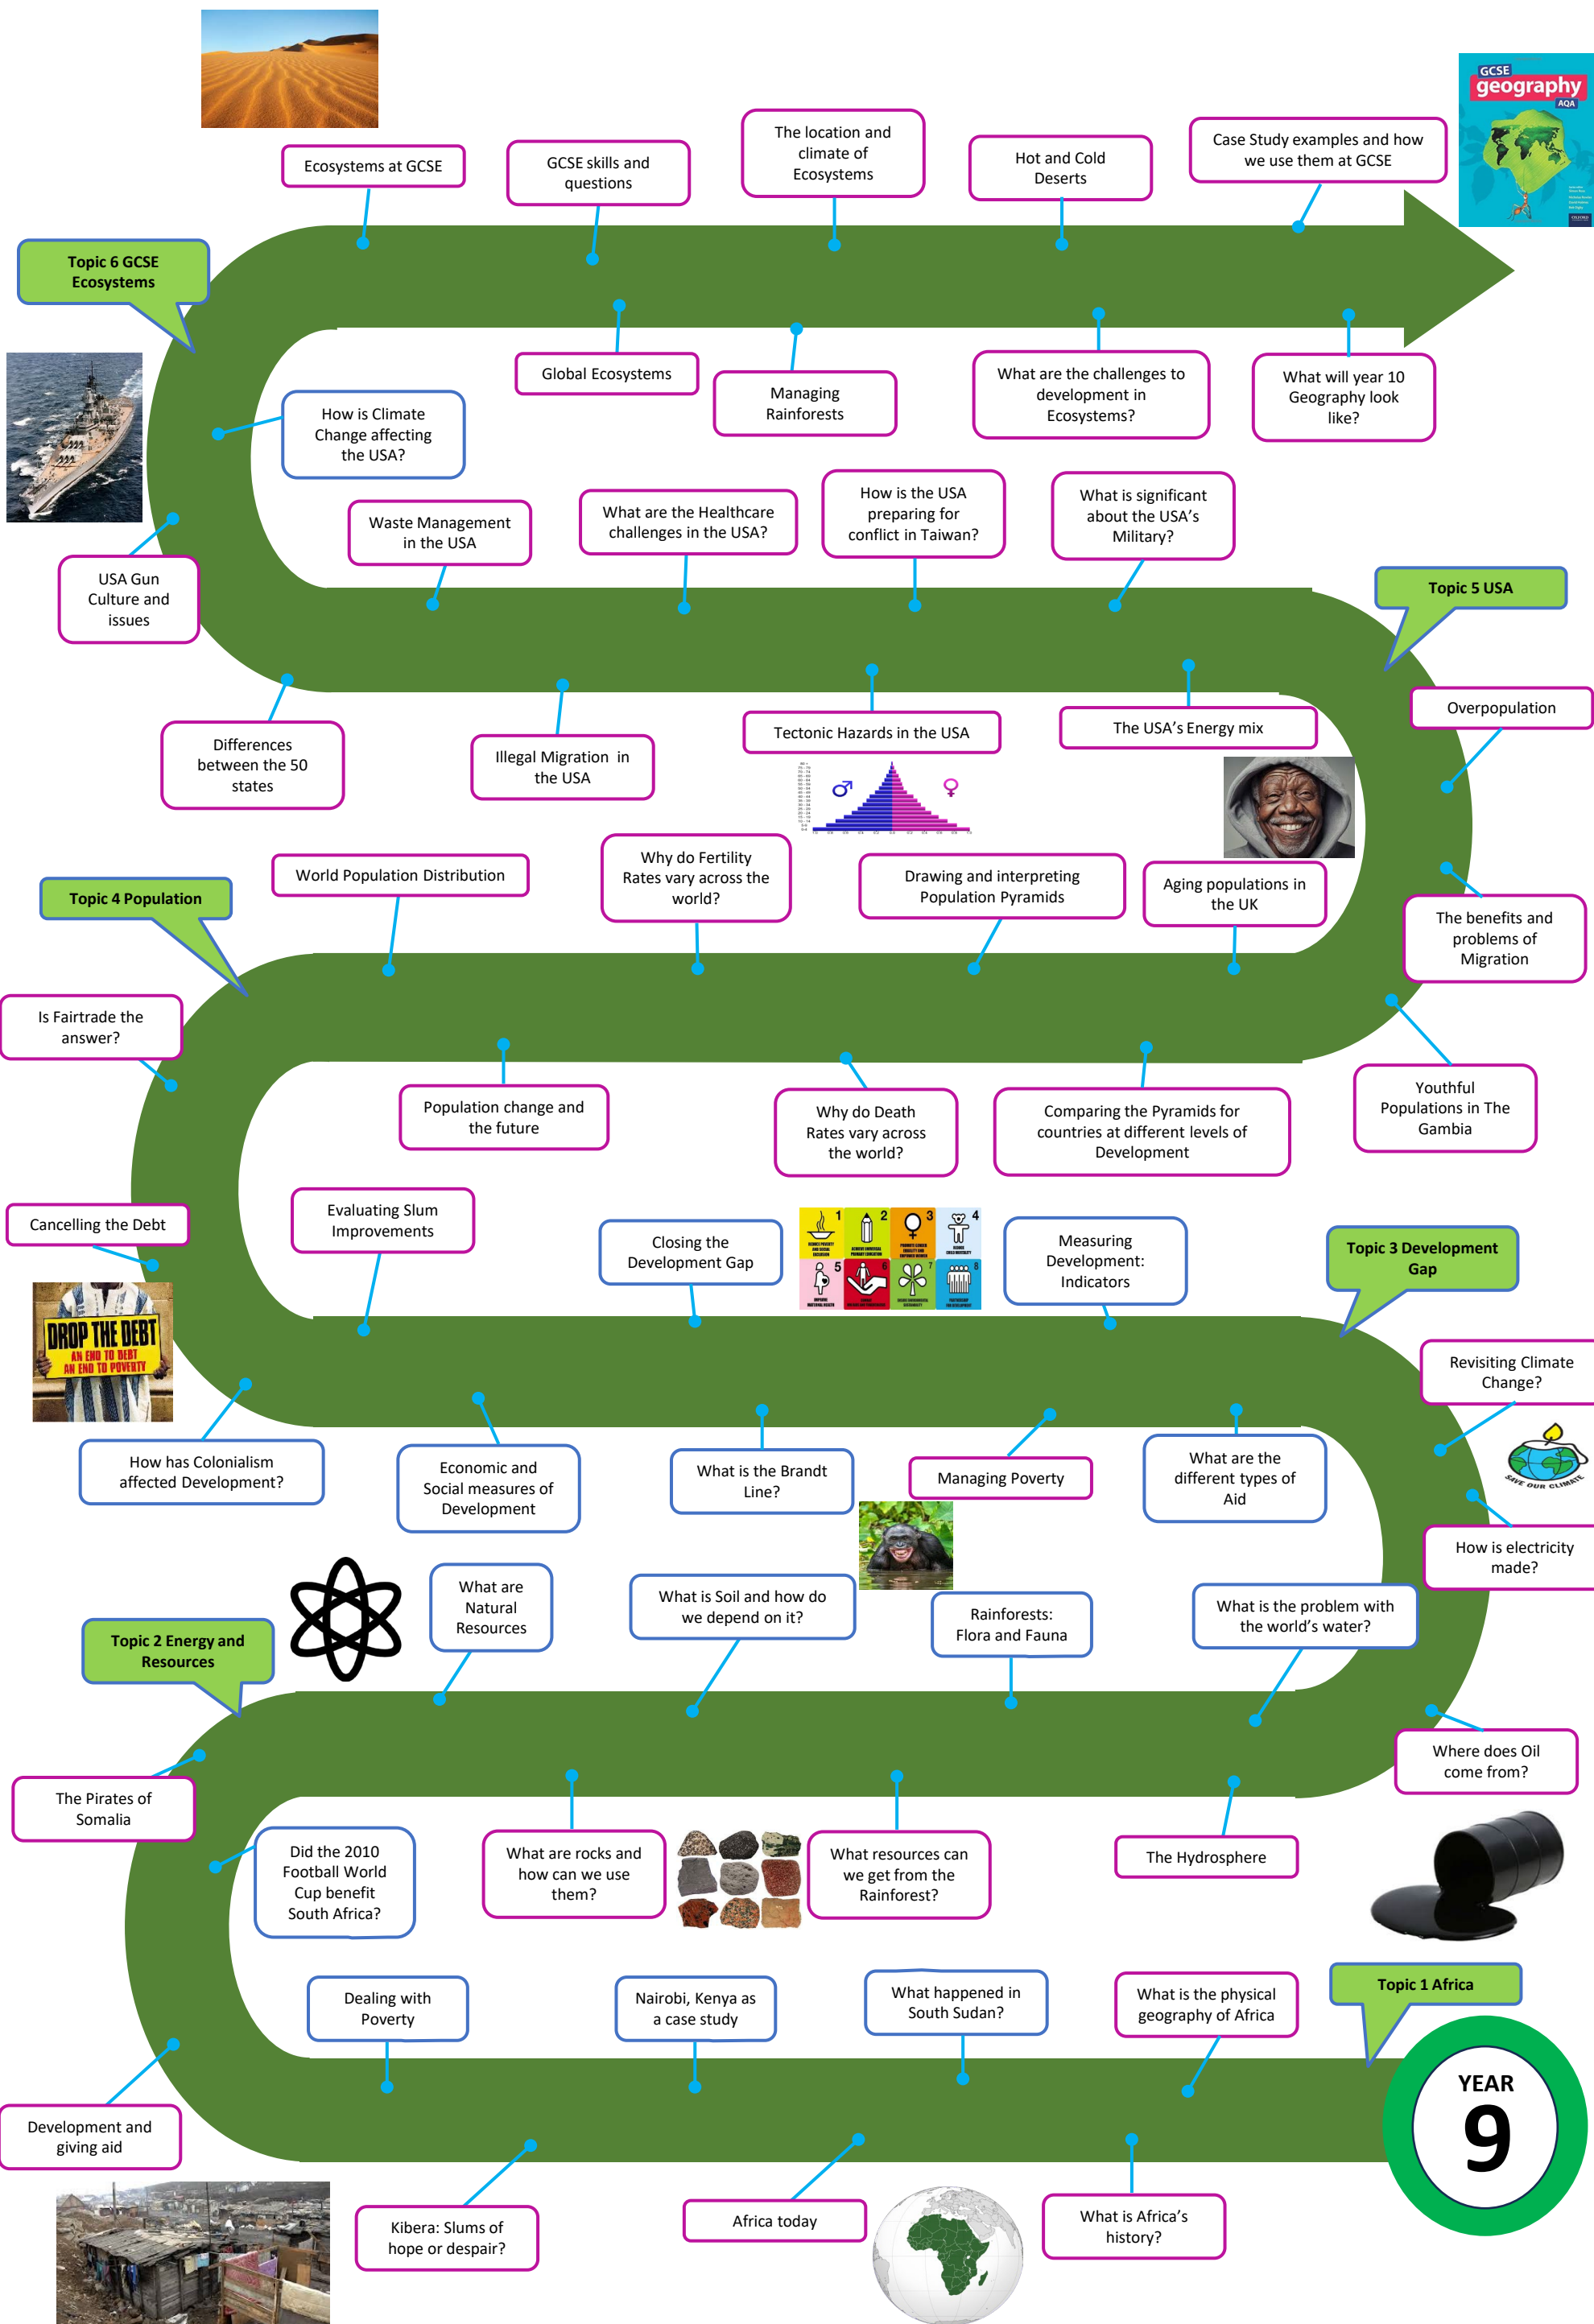 GCSE
geography
AQA
The location and
climate of
Ecosystems
Case Study examples and how
we use them at GCSE
Hot and Cold
Deserts
GCSE skills and
questions
Ecosystems at GCSE
Topic 6 GCSE
Ecosystems
Global Ecosystems
Managing
Rainforests
What are the challenges to
development in
Ecosystems?
What will year 10
Geography look
like?
How is Climate
Change affecting
the USA?
Waste Management
in the USA
What are the Healthcare
challenges in the USA?
How is the USA
preparing for
conflict in Taiwan?
What is significant
about the USA's
Military?
USA Gun
Culture and
issues
Topic 5 USA
Overpopulation
Differences
between the 50
states
Illegal Migration in
the USA
Tectonic Hazards in the USA
The USA's Energy mix
World Population Distribution
Why do Fertility
Rates vary across the
world?
Drawing and interpreting
Population Pyramids
Aging populations in
the UK
Topic 4 Population
The benefits and
problems of
Migration
Is Fairtrade the
answer?
Population change and
the future
Why do Death
Rates vary across
the world?
Comparing the Pyramids for
countries at different levels of
Development
Youthful
Populations in The
Gambia
Cancelling the Debt
Evaluating Slum
Improvements
Closing the
Development Gap
1
2
3
4
5
6
7
8
Measuring
Development:
Indicators
Topic 3 Development
Gap
DROP THE DEBT
AN END TO DEBT
AN END TO POVERTY
Revisiting Climate
Change?
SAVE OUR CLIMATE
How has Colonialism
affected Development?
Economic and
Social measures of
Development
What is the Brandt
Line?
Managing Poverty
What are the
different types of
Aid
How is electricity
made?
What are
Natural
Resources
What is Soil and how do
we depend on it?
Rainforests:
Flora and Fauna
What is the problem with
the world's water?
Topic 2 Energy and
Resources
Where does Oil
come from?
The Pirates of
Somalia
Did the 2010
Football World
Cup benefit
South Africa?
What are rocks and
how can we use
them?
What resources can
we get from the
Rainforest?
The Hydrosphere
Dealing with
Poverty
Nairobi, Kenya as
a case study
What happened in
South Sudan?
What is the physical
geography of Africa
Topic 1 Africa
YEAR
9
Development and
giving aid
Kibera: Slums of
hope or despair?
Africa today
What is Africa's
history?